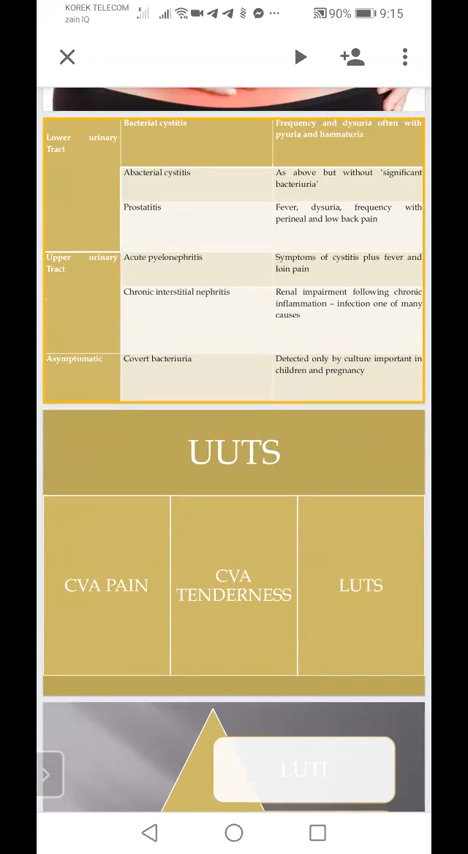 KOREK TELECOM
zain IQ
90%
9:15
Bacterial cystitis
Frequency and dysuria often with
pyuria and haematuria
Lower urinary
Tract
Abacterial cystitis
As above but without ‘significant
bacteriuria’
Prostatitis
Fever, dysuria, frequency with
perineal and low back pain
Upper urinary
Tract
Acute pyelonephritis
Symptoms of cystitis plus fever and
loin pain
Chronic interstitial nephritis
Renal impairment following chronic
inflammation – infection one of many
causes
Asymptomatic
Covert bacteriuria
Detected only by culture important in
children and pregnancy
UUTS
CVA PAIN
CVA
TENDERNESS
LUTS
LUTI